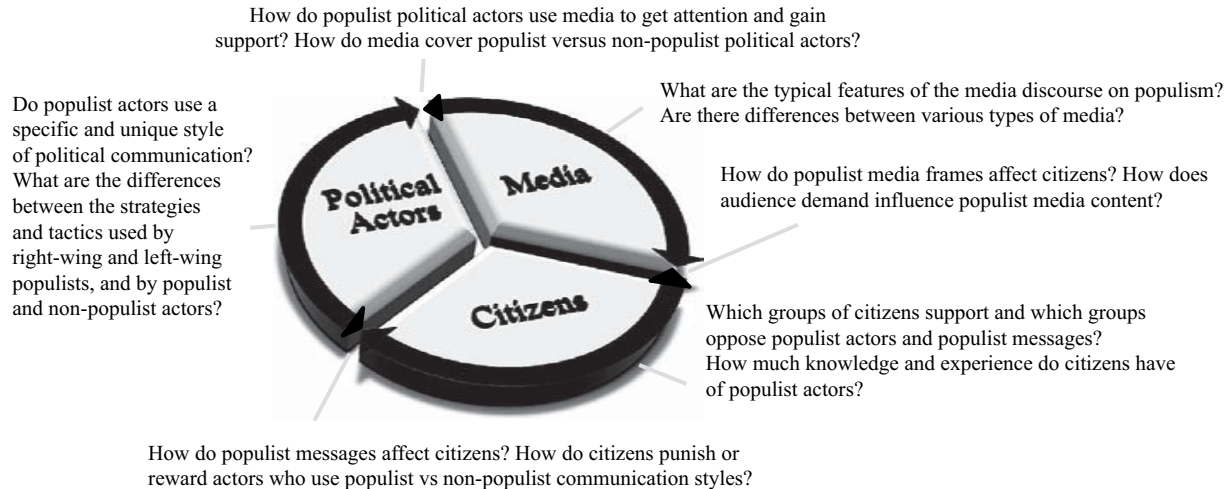 How do populist political actors use media to get attention and gain
support? How do media cover populist versus non-populist political actors?
Do populist actors use a
specific and unique style
of political communication?
What are the differences
between the strategies
and tactics used by
right-wing and left-wing
populists, and by populist
and non-populist actors?
What are the typical features of the media discourse on populism?
Are there differences between various types of media?
How do populist media frames affect citizens? How does
audience demand influence populist media content?
Political
Actors
Media
Citizens
Which groups of citizens support and which groups
oppose populist actors and populist messages?
How much knowledge and experience do citizens have
of populist actors?
How do populist messages affect citizens? How do citizens punish or
reward actors who use populist vs non-populist communication styles?